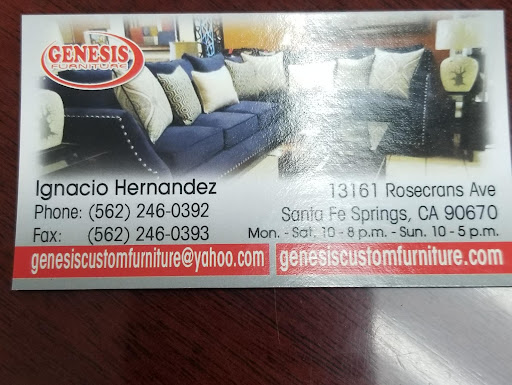 GENESIS
FURNITURE
Ignacio Hernandez
Phone: (562) 246-0392
Fax: (562) 246-0393
13161 Rosecrans Ave
Santa Fe Springs, CA 90670
Mon. - Sat. 10 - 8 p.m. - Sun. 10 - 5 p.m.
genesiscustomfurniture@yahoo.com
genesiscustomfurniture.com